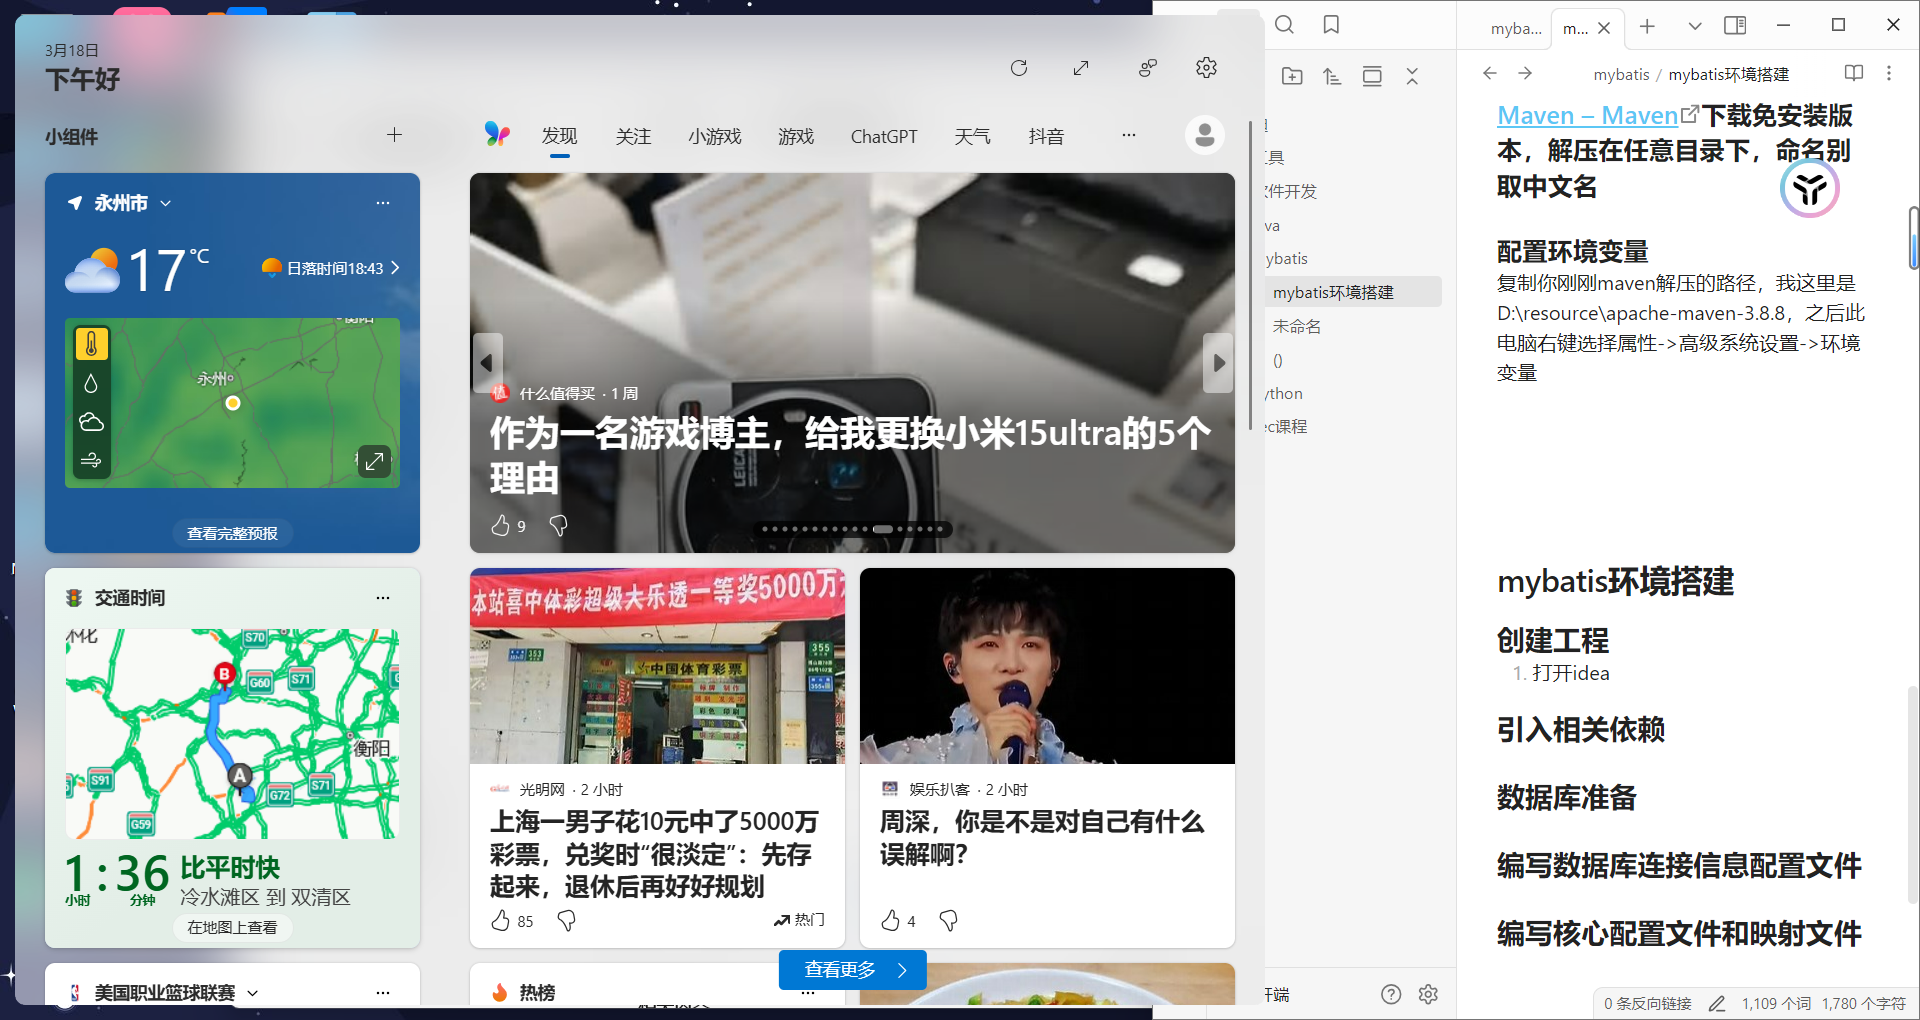 3月18日
下午好
小组件
发现 关注 小游戏 游戏 ChatGPT 天气 抖音
永州市
17 °C
日落时间18:43
永州
查看完整预报
交通时间
S70
B
G60 S71
衡阳
A
S91
G72 S71
G59
1:36 比平时快
小时 分钟 冷水滩区 到 双清区
在地图上查看
美国职业篮球联赛
值 什么值得买 · 1 周
作为一名游戏博主，给我更换小米15ultra的5个
理由
9
LEICA
本站喜中体彩超级大乐透一等奖5000万
353
355
中国体育彩票
光明网 · 2 小时
上海一男子花10元中了5000万
彩票，兑奖时“很淡定”：先存
起来，退休后再好好规划
85 热门
娱乐扒客 · 2 小时
周深，你是不是对自己有什么
误解啊？
4
查看更多
热榜
具
件开发
va
ybatis
mybatis环境搭建
未命名
()
ython
ec课程
端
myba...
m...
mybatis / mybatis环境搭建
Maven – Maven下载免安装版
本，解压在任意目录下，命名别
取中文名
配置环境变量
复制你刚刚maven解压的路径，我这里是
D:\resource\apache-maven-3.8.8，之后此
电脑右键选择属性->高级系统设置->环境
变量
mybatis环境搭建
创建工程
1. 打开idea
引入相关依赖
数据库准备
编写数据库连接信息配置文件
编写核心配置文件和映射文件
0 条反向链接 1,109 个词 1,780 个字符